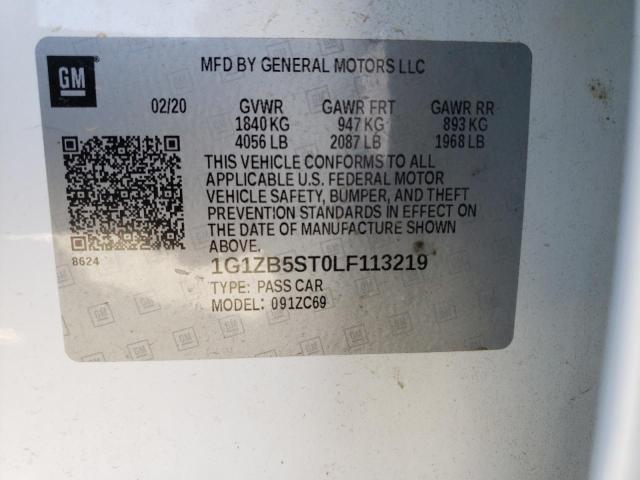 GM
MFD BY GENERAL MOTORS LLC
02/20 GVWR GAWR FRT GAWR RR
1840 KG 947 KG 893 KG
4056 LB 2087 LB 1968 LB
THIS VEHICLE CONFORMS TO ALL
APPLICABLE U.S. FEDERAL MOTOR
VEHICLE SAFETY, BUMPER, AND THEFT
PREVENTION STANDARDS IN EFFECT ON
THE DATE OF MANUFACTURE SHOWN
ABOVE.
8624
1G1ZB5ST0LF113219
TYPE: PASS CAR
MODEL: 091ZC69